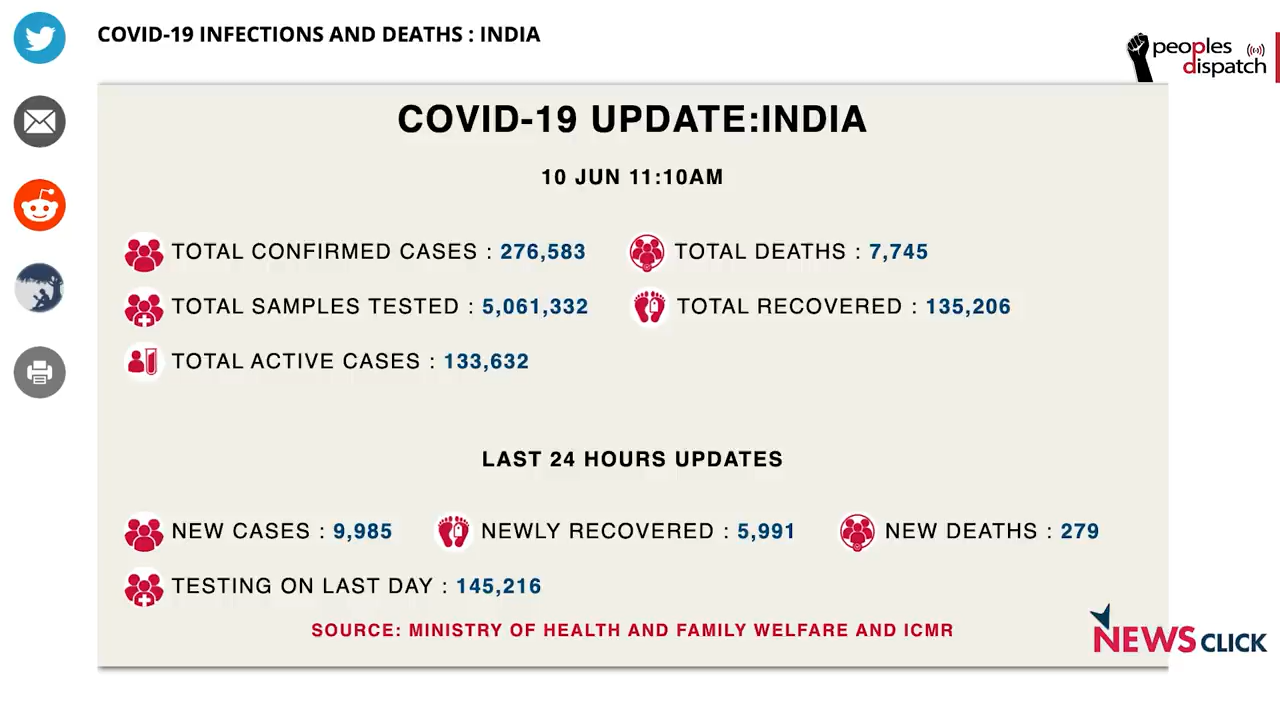 COVID-19 INFECTIONS AND DEATHS : INDIA
peoples
dispatch
COVID-19 UPDATE:INDIA
10 JUN 11:10AM
TOTAL CONFIRMED CASES : 276,583
TOTAL DEATHS : 7,745
TOTAL SAMPLES TESTED : 5,061,332
TOTAL RECOVERED : 135,206
TOTAL ACTIVE CASES : 133,632
LAST 24 HOURS UPDATES
NEW CASES : 9,985
NEWLY RECOVERED : 5,991
NEW DEATHS : 279
TESTING ON LAST DAY : 145,216
SOURCE: MINISTRY OF HEALTH AND FAMILY WELFARE AND ICMR
NEWSCLICK